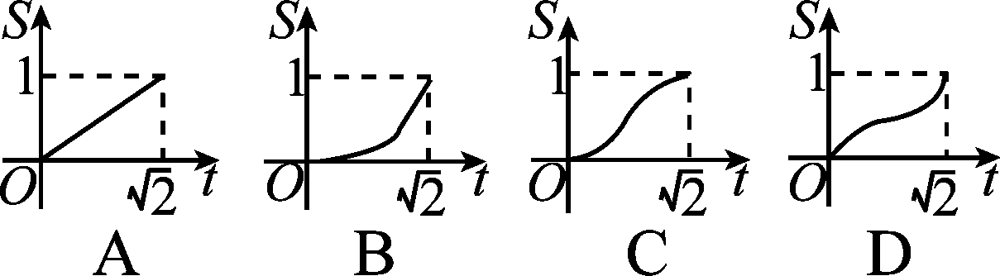 S S S S
1 1 1 1
O √2 t O √2 t O √2 t O √2 t
A B C D